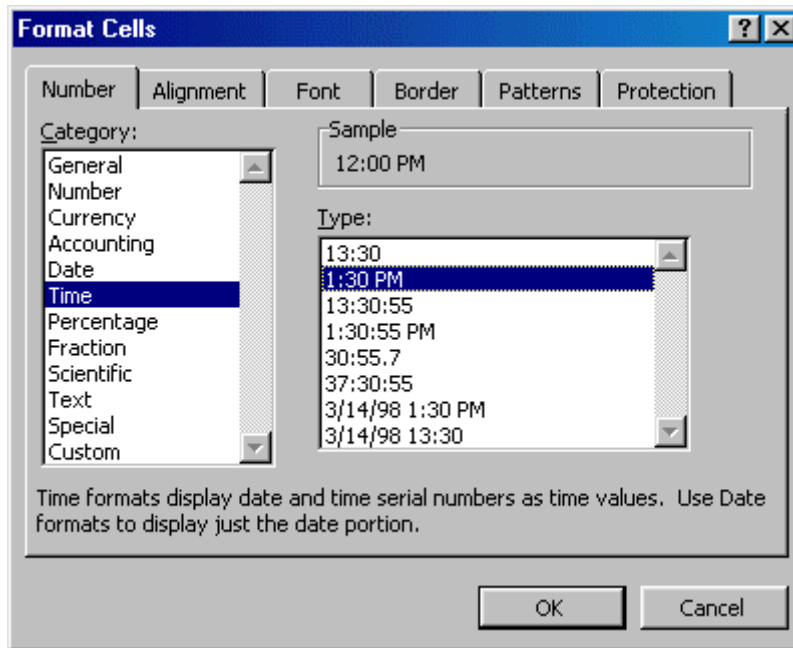 Format Cells
Number Alignment Font Border Patterns Protection
Category:
General
Number
Currency
Accounting
Date
Time
Percentage
Fraction
Scientific
Text
Special
Custom
Sample
12:00 PM
Type:
13:30
1:30 PM
13:30:55
1:30:55 PM
30:55.7
37:30:55
3/14/98 1:30 PM
3/14/98 13:30
Time formats display date and time serial numbers as time values.  Use Date
formats to display just the date portion.
OK Cancel